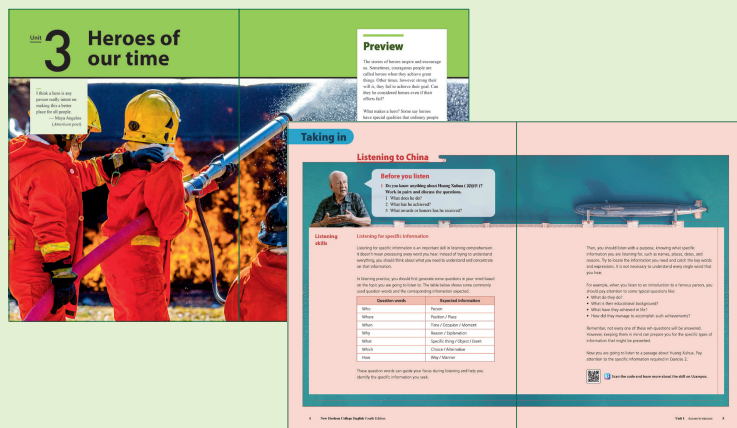 Unit
3
Heroes of
our time
Preview
The stories of heroes inspire and encourage
us. Sometimes, courageous people are
called heroes when they achieve great
things. Other times, however strong their
will is, they fail to achieve their goal. Can
they be considered heroes even if their
efforts fail?
What makes a hero? Some say heroes
have special qualities that ordinary people
I think a hero is any
person really intent on
making this a better
place for all people.
— Maya Angelou
(American poet)
Taking in
Listening to China
Before you listen
1 Do you know anything about Huang Xuhua ( )?
Work in pairs and discuss the questions.
1 What does he do?
2 What has he achieved?
3 What awards or honors has he received?
Listening
skills
Listening for specific information
Listening for specific information is an important skill in listening comprehension.
It doesn't mean processing every word you hear. Instead of trying to understand
everything, you should think about what you need to understand and concentrate
on that information.
In listening practice, you should first generate some questions in your mind based
on the topic you are going to listen to. The table below shows some commonly
used question words and the corresponding information expected.
Question words Expected information
Who Person
Where Position / Place
When Time / Occasion / Moment
Why Reason / Explanation
What Specific thing / Object / Event
Which Choice / Alternative
How Way / Manner
These question words can guide your focus during listening and help you
identify the specific information you seek.
Then, you should listen with a purpose, knowing what specific
information you are listening for, such as names, places, dates, and
reasons. Try to locate the information you need and catch the key words
and expressions. It is not necessary to understand every single word that
you hear.
For example, when you listen to an introduction to a famous person, you
should pay attention to some typical questions like:
• What do they do?
• What is their educational background?
• What have they achieved in life?
• How did they manage to accomplish such achievements?
Remember, not every one of these wh-questions will be answered.
However, keeping them in mind can prepare you for the specific types of
information that might be presented.
Now you are going to listen to a passage about Huang Xuhua. Pay
attention to the specific information required in Exercise 2.
Scan the code and learn more about the skill on Ucampus.
4 New Horizon College English Fourth Edition
Unit 1
5